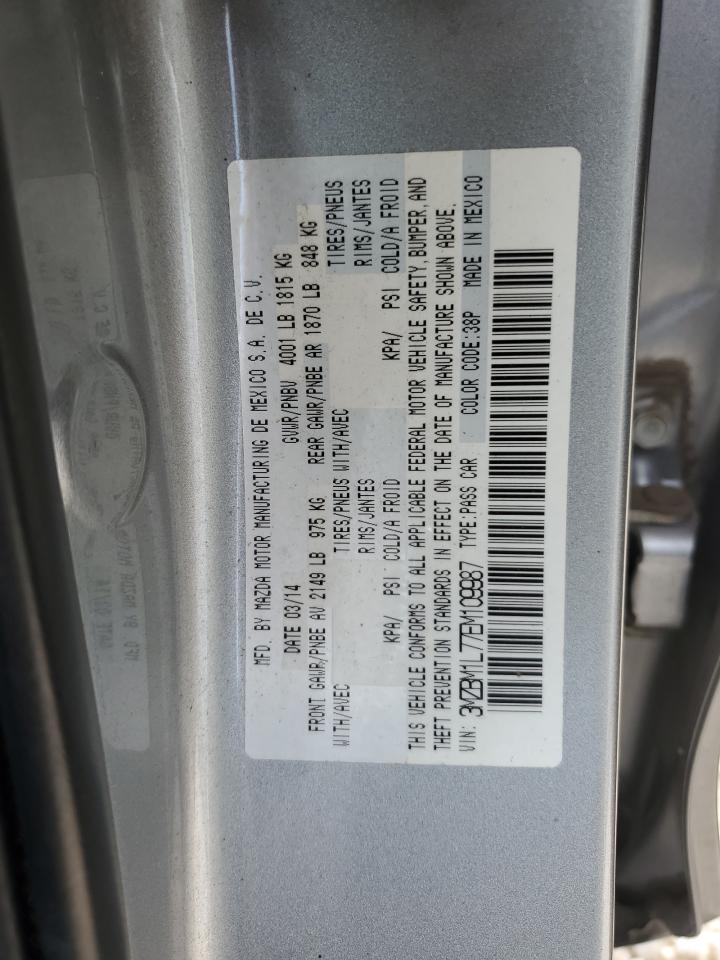 MFD. BY MAZDA MOTOR MANUFACTURING DE MEXICO S.A. DE C.V.
DATE 03/14 GVWR/PNBV 4001 LB 1815 KG
FRONT GAWR/PNBE AV 2149 LB 975 KG REAR GAWR/PNBE AR 1870 LB 848 KG
WITH/AVEC TIRES/PNEUS WITH/AVEC TIRES/PNEUS
RIMS/JANTES RIMS/JANTES
KPA/ PSI COLD/A FROID KPA/ PSI COLD/A FROID
THIS VEHICLE CONFORMS TO ALL APPLICABLE FEDERAL MOTOR VEHICLE SAFETY, BUMPER, AND
THEFT PREVENTION STANDARDS IN EFFECT ON THE DATE OF MANUFACTURE SHOWN ABOVE.
VIN: 3MZBM1L77EM109987 TYPE:PASS CAR COLOR CODE:38P MADE IN MEXICO